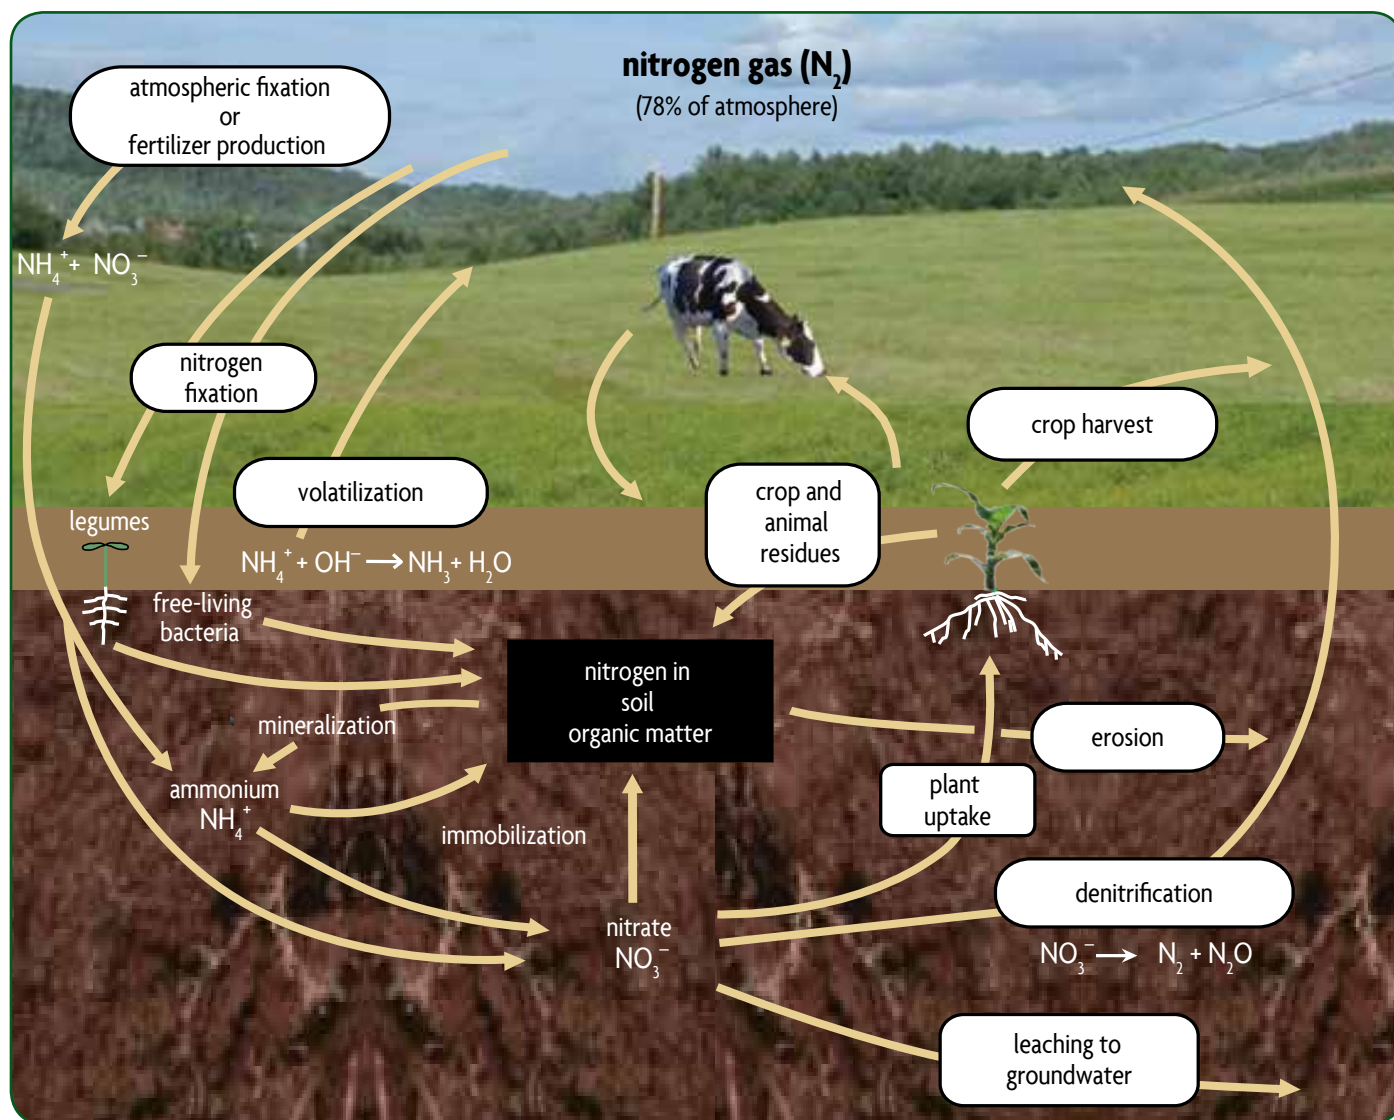 nitrogen gas (N₂)
(78% of atmosphere)
atmospheric fixation
or
fertilizer production
NH₄⁺ + NO₃⁻
nitrogen
fixation
crop harvest
volatilization
crop and
animal
residues
legumes
NH₄⁺ + OH⁻ → NH₃ + H₂O
free-living
bacteria
nitrogen in
soil
organic matter
mineralization
erosion
ammonium
NH₄⁺
plant
uptake
immobilization
denitrification
nitrate
NO₃⁻
NO₃⁻ → N₂ + N₂O
leaching to
groundwater